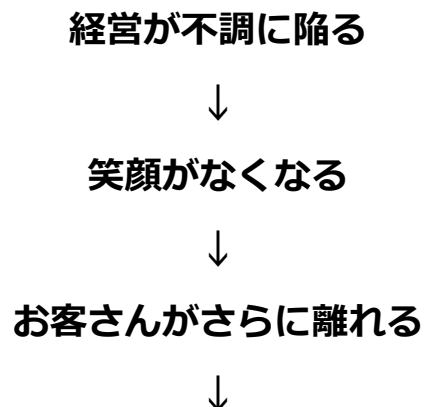 経営が不調に陥る
↓
笑顔がなくなる
↓
お客さんがさらに離れる
↓